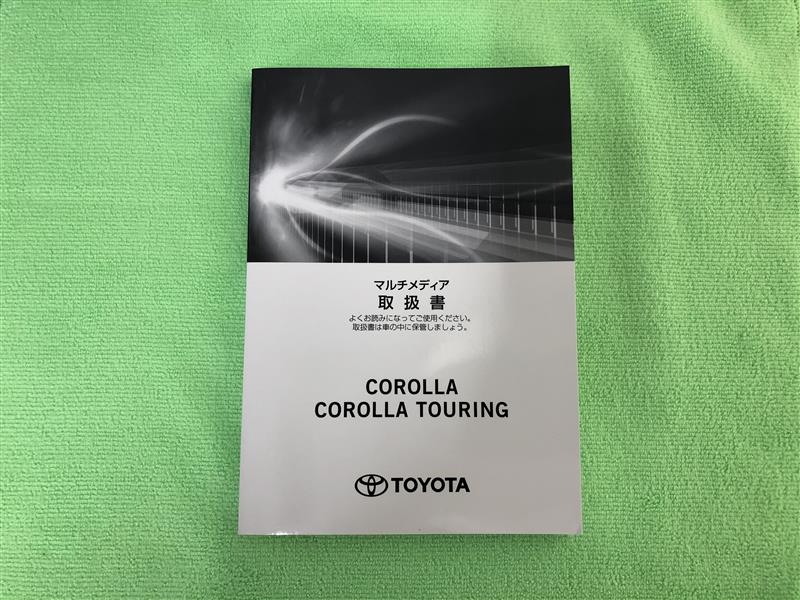 マルチメディア
取扱書
よくお読みになってご使用ください。
取扱書は車の中に保管しましょう。
COROLLA
COROLLA TOURING
TOYOTA